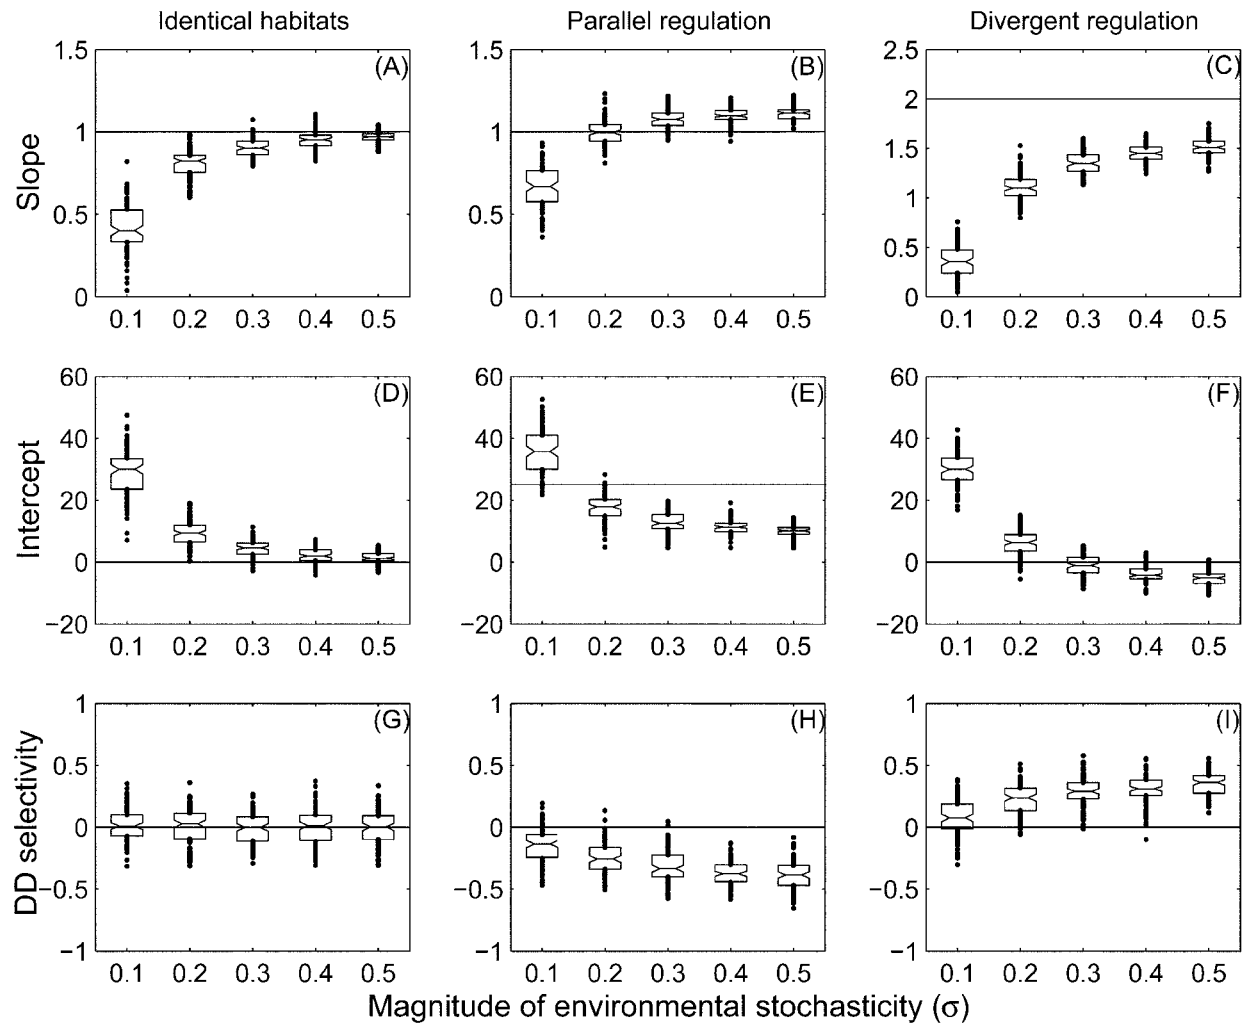 Identical habitats Parallel regulation Divergent regulation
1.5 1.5 2.5
(A) (B) (C)
2
1 1 1.5
Slope
1
0.5 0.5
0.5
0 0 0
0.1 0.2 0.3 0.4 0.5 0.1 0.2 0.3 0.4 0.5 0.1 0.2 0.3 0.4 0.5
60 60 60
(D) (E) (F)
40 40 40
Intercept
20 20 20
0 0 0
−20 −20 −20
0.1 0.2 0.3 0.4 0.5 0.1 0.2 0.3 0.4 0.5 0.1 0.2 0.3 0.4 0.5
1 1 1
(G) (H) (I)
0.5 0.5 0.5
DD selectivity
0 0 0
−0.5 −0.5 −0.5
−1 −1 −1
0.1 0.2 0.3 0.4 0.5 0.1 0.2 0.3 0.4 0.5 0.1 0.2 0.3 0.4 0.5
Magnitude of environmental stochasticity (σ)